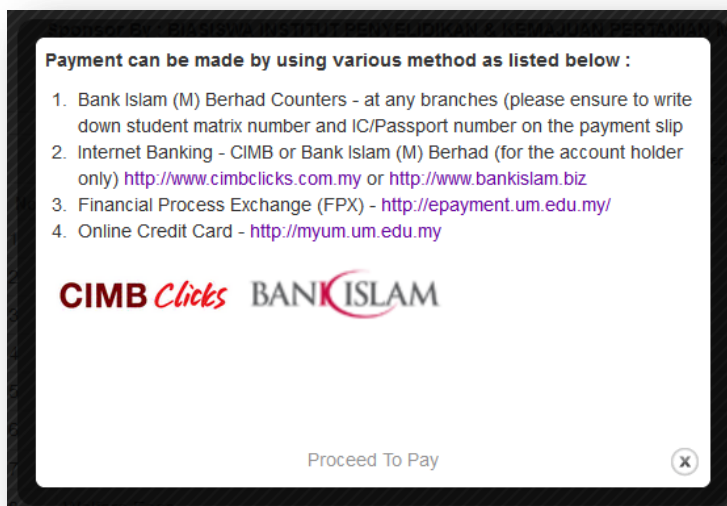 Payment can be made by using various method as listed below :
1. Bank Islam (M) Berhad Counters - at any branches (please ensure to write
down student matrix number and IC/Passport number on the payment slip
2. Internet Banking - CIMB or Bank Islam (M) Berhad (for the account holder
only) http://www.cimbclicks.com.my or http://www.bankislam.biz
3. Financial Process Exchange (FPX) - http://epayment.um.edu.my/
4. Online Credit Card - http://myum.um.edu.my
CIMB Clicks BANK ISLAM
Proceed To Pay